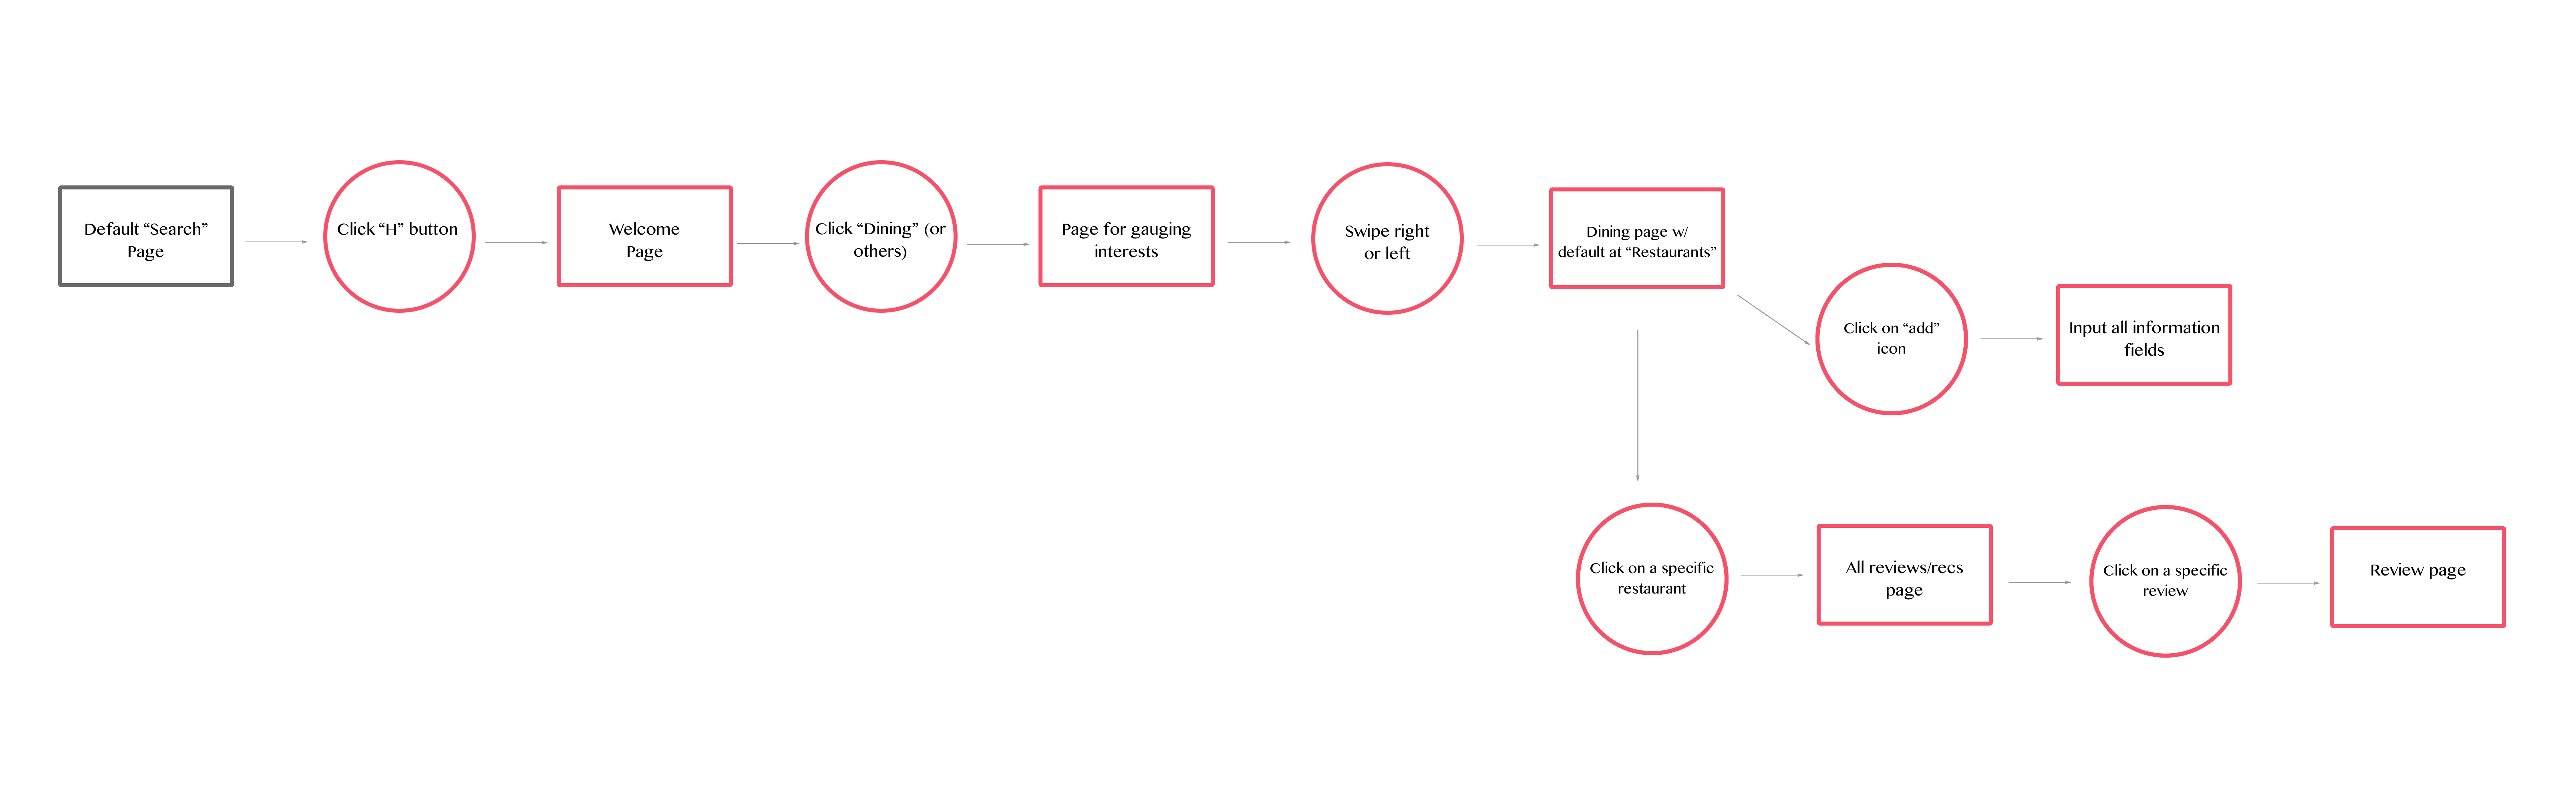 Default “Search”
Page
Click “H” button
Welcome
Page
Click “Dining” (or
others)
Page for gauging
interests
Swipe right
or left
Dining page w/
default at “Restaurants”
Click on “add”
icon
Input all information
fields
Click on a specific
restaurant
All reviews/recs
page
Click on a specific
review
Review page